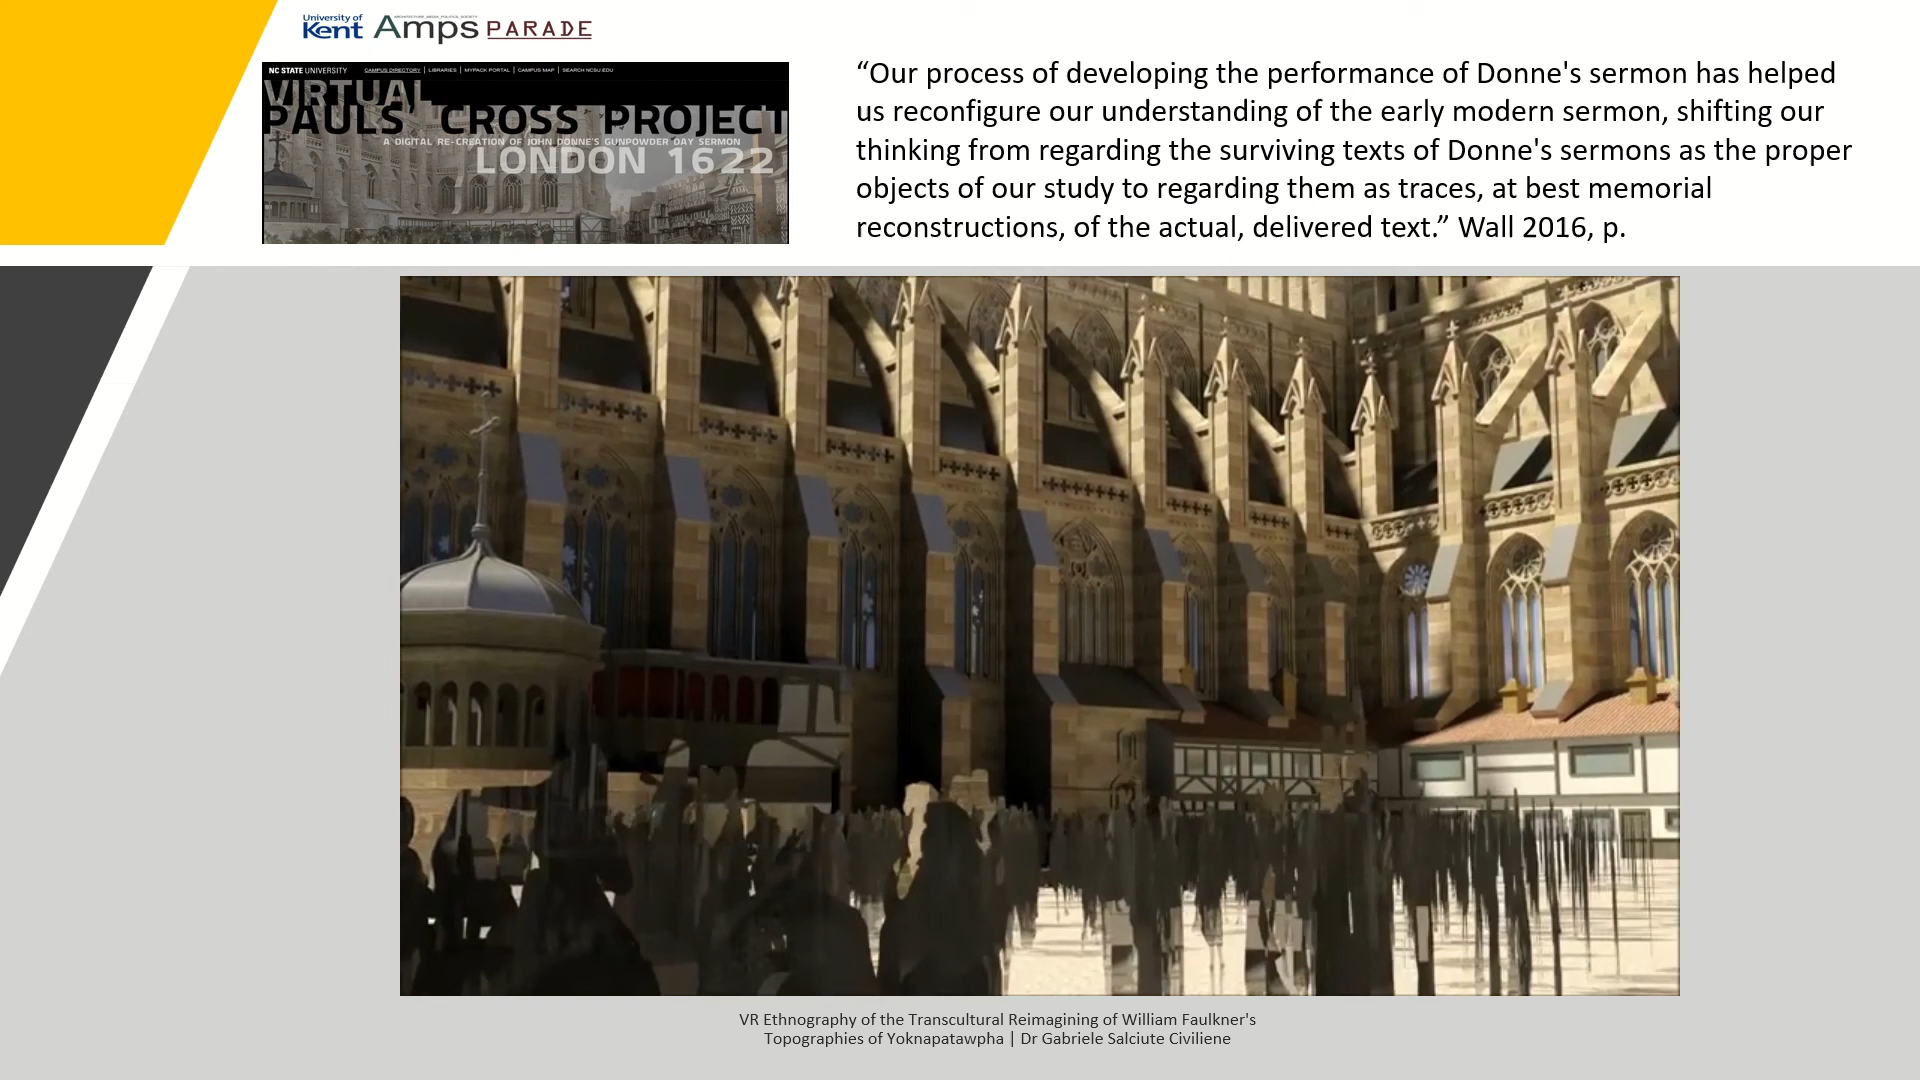 University of
Kent
ARCHITECTURE_MEDIA_POLITICS_SOCIETY
Amps
PARADE
NC STATE UNIVERSITY
CAMPUS DIRECTORY | LIBRARIES | MYPACK PORTAL | CAMPUS MAP | SEARCH NCSU.EDU
VIRTUAL
PAULS' CROSS PROJECT
A DIGITAL RE-CREATION OF JOHN DONNE'S GUNPOWDER DAY SERMON
LONDON 1622
“Our process of developing the performance of Donne's sermon has helped
us reconfigure our understanding of the early modern sermon, shifting our
thinking from regarding the surviving texts of Donne's sermons as the proper
objects of our study to regarding them as traces, at best memorial
reconstructions, of the actual, delivered text.” Wall 2016, p.
VR Ethnography of the Transcultural Reimagining of William Faulkner's
Topographies of Yoknapatawpha | Dr Gabriele Salciute Civiliene